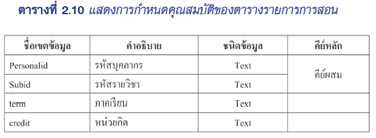 ตารางที่ 2.10 แสดงการกำหนดคุณสมบัติของตารางรายการการสอน
ชื่อเขตข้อมูล คำอธิบาย ชนิดข้อมูล คีย์หลัก
Personalid รหัสบุคลากร Text คีย์ผสม
Subid รหัสรายวิชา Text
term ภาคเรียน Text
credit หน่วยกิต Text